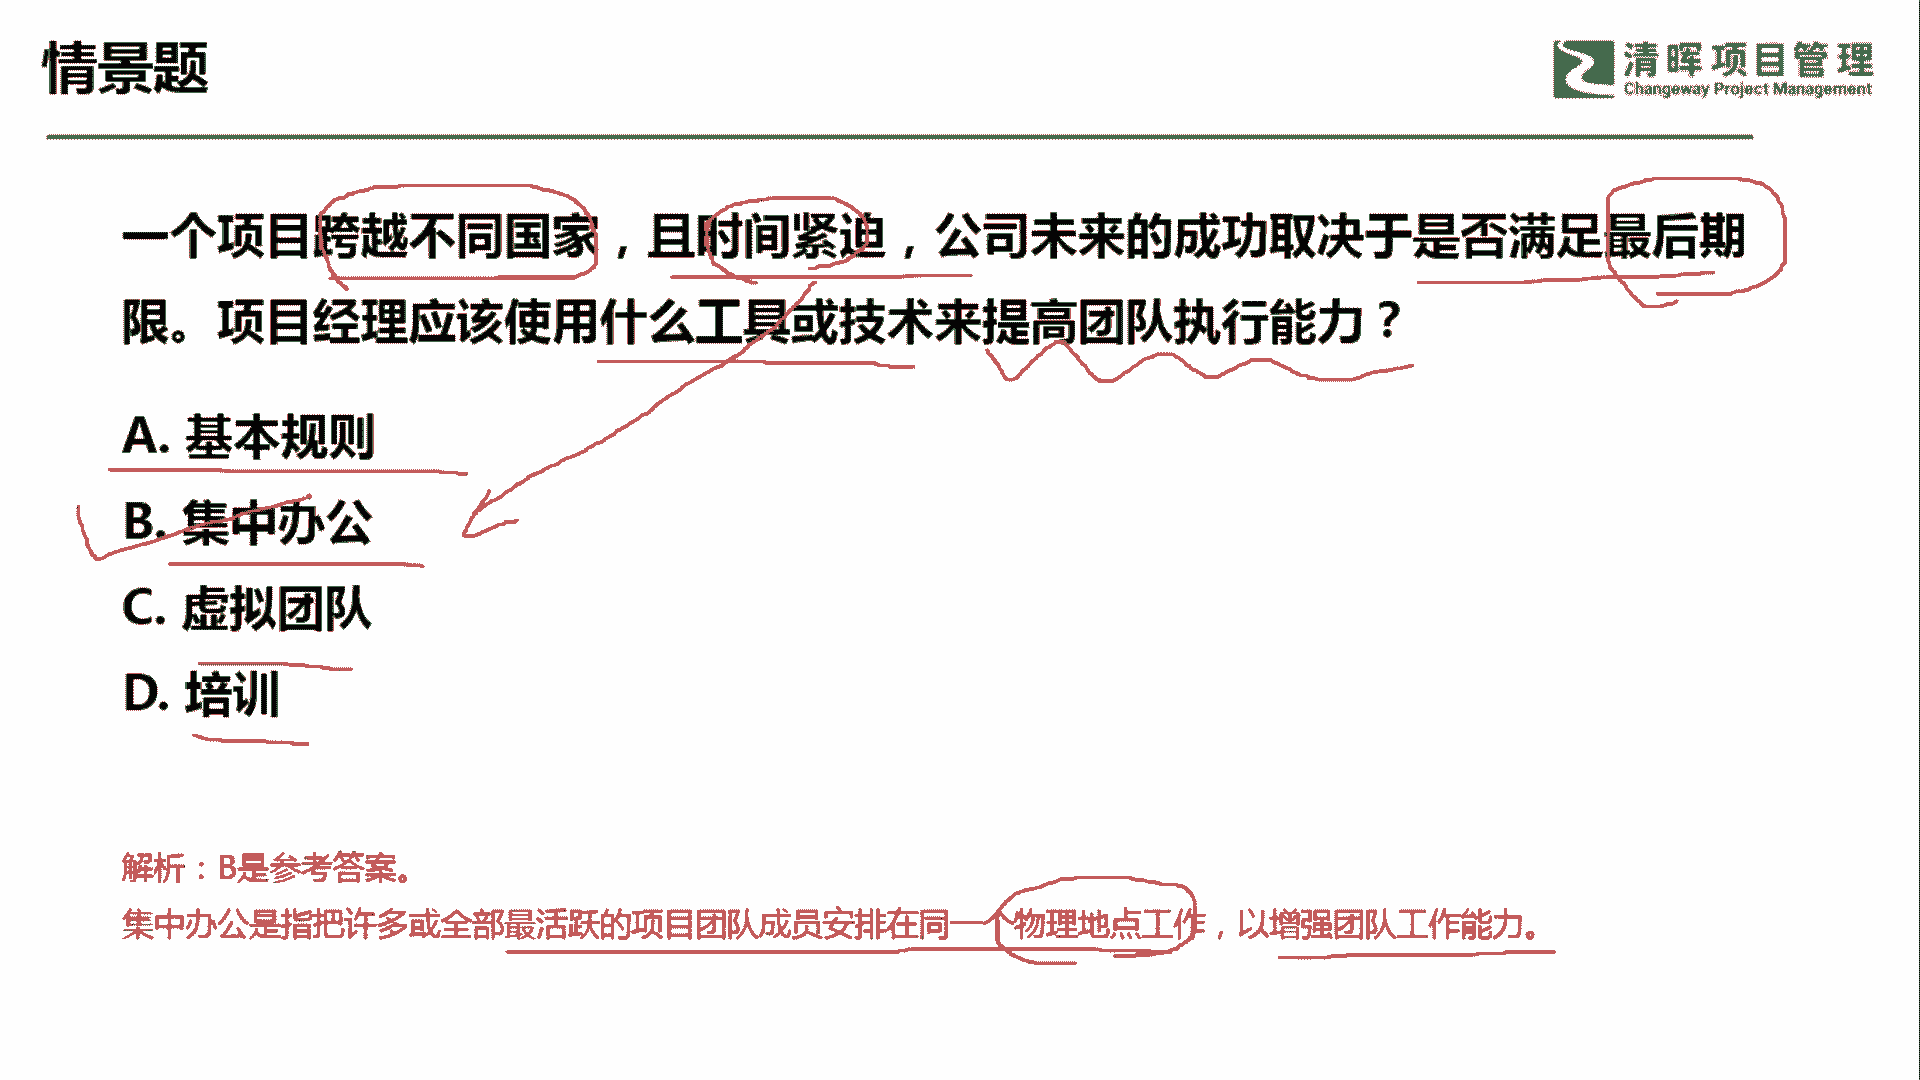 情景题
清晖项目管理
Changeway Project Management
一个项目跨越不同国家，且时间紧迫，公司未来的成功取决于是否满足最后期
限。项目经理应该使用什么工具或技术来提高团队执行能力？
A. 基本规则
B. 集中办公
C. 虚拟团队
D. 培训
解析：B是参考答案。
集中办公是指把许多或全部最活跃的项目团队成员安排在同一物理地点工作，以增强团队工作能力。